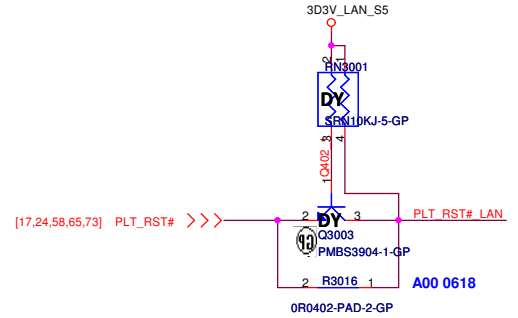 3D3V_LAN_S5
2 1
RN3001
DY
SRN10KJ-5-GP
3 4
Q402
1
[17,24,58,65,73] PLT_RST#
2 3
PLT_RST#_LAN
DY
Q3003
GP
PMBS3904-1-GP
2 R3016 1
A00 0618
0R0402-PAD-2-GP